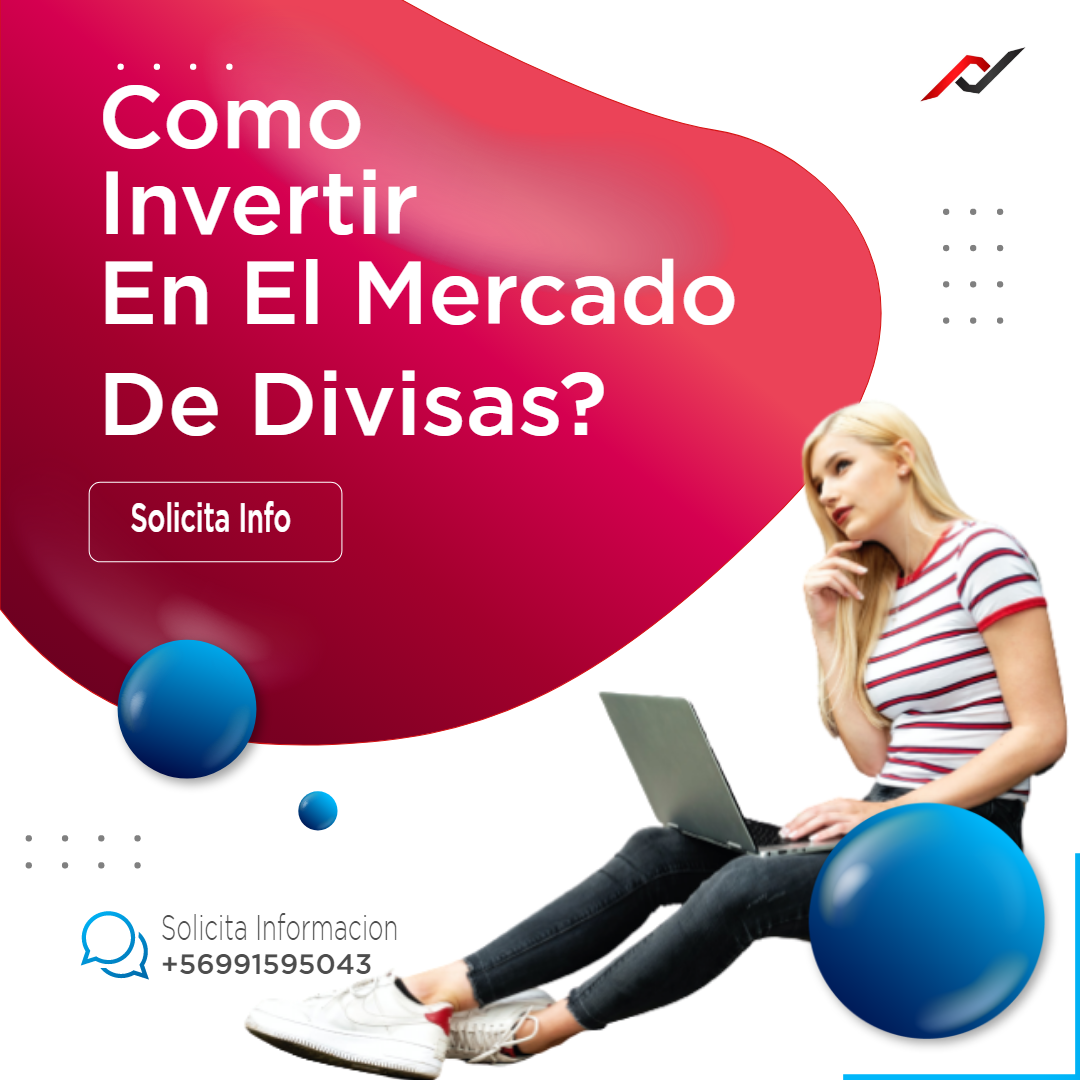 Como
Invertir
En El Mercado
De Divisas?
Solicita Info
Solicita Informacion
+56991595043